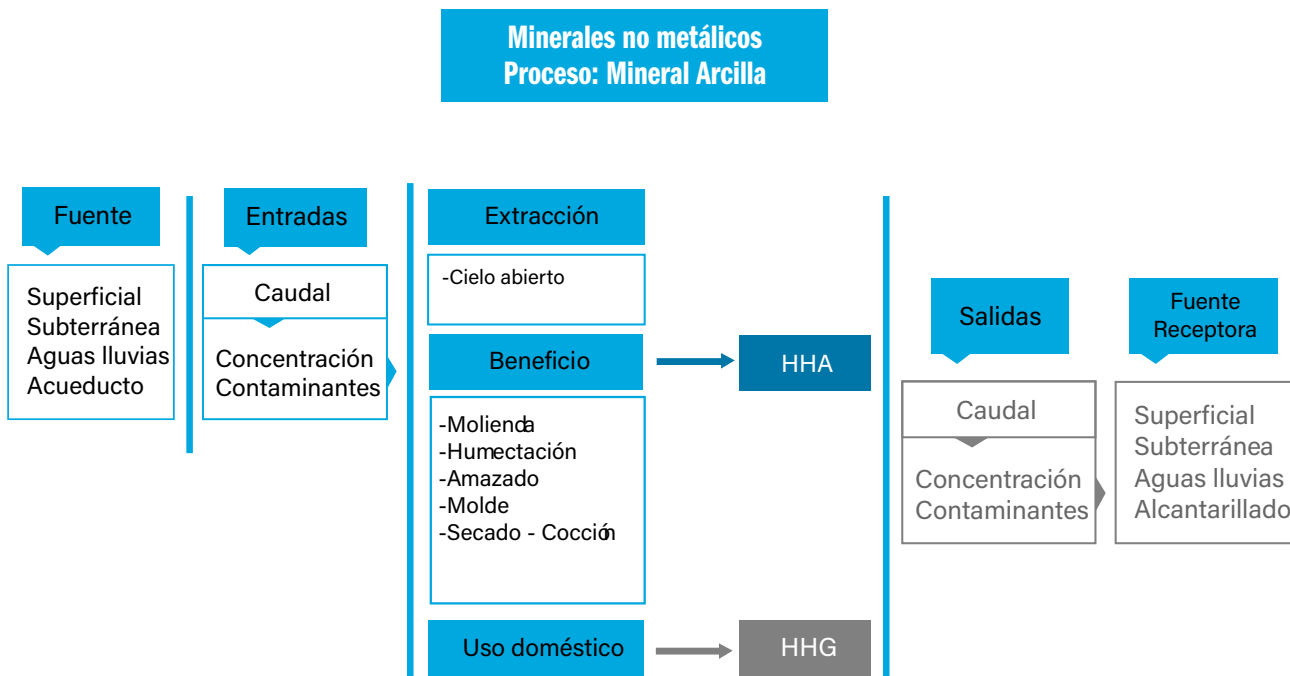 Minerales no metálicos
Proceso: Mineral Arcilla
Fuente
Superficial
Subterránea
Aguas lluvias
Acueducto
Entradas
Caudal
Concentración
Contaminantes
Extracción
-Cielo abierto
Beneficio
-Molienda
-Humectación
-Amazado
-Molde
-Secado - Cocción
Uso doméstico
HHA
HHG
Salidas
Caudal
Concentración
Contaminantes
Fuente
Receptora
Superficial
Subterránea
Aguas lluvias
Alcantarillado